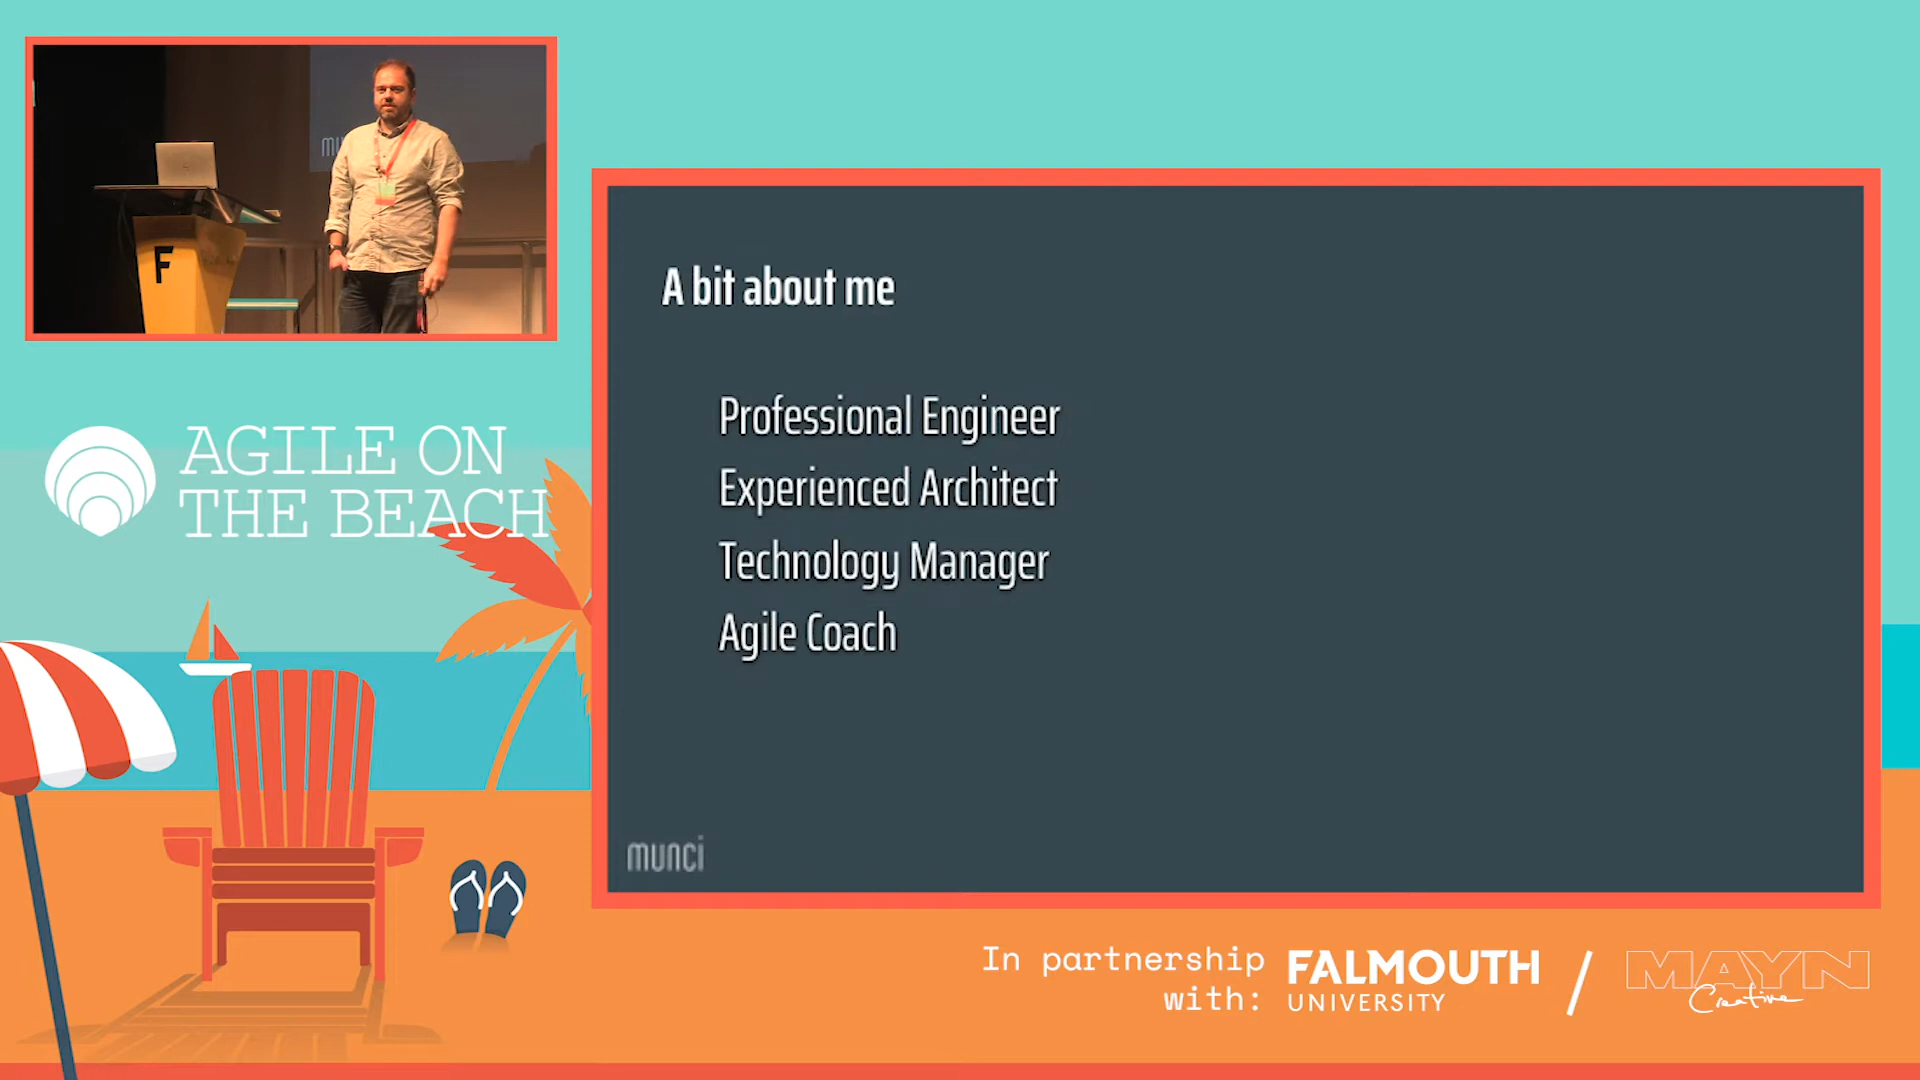 F
AGILE ON
THE BEACH
A bit about me
Professional Engineer
Experienced Architect
Technology Manager
Agile Coach
munci
In partnership
with:
FALMOUTH
UNIVERSITY
/
MAYN
Creative